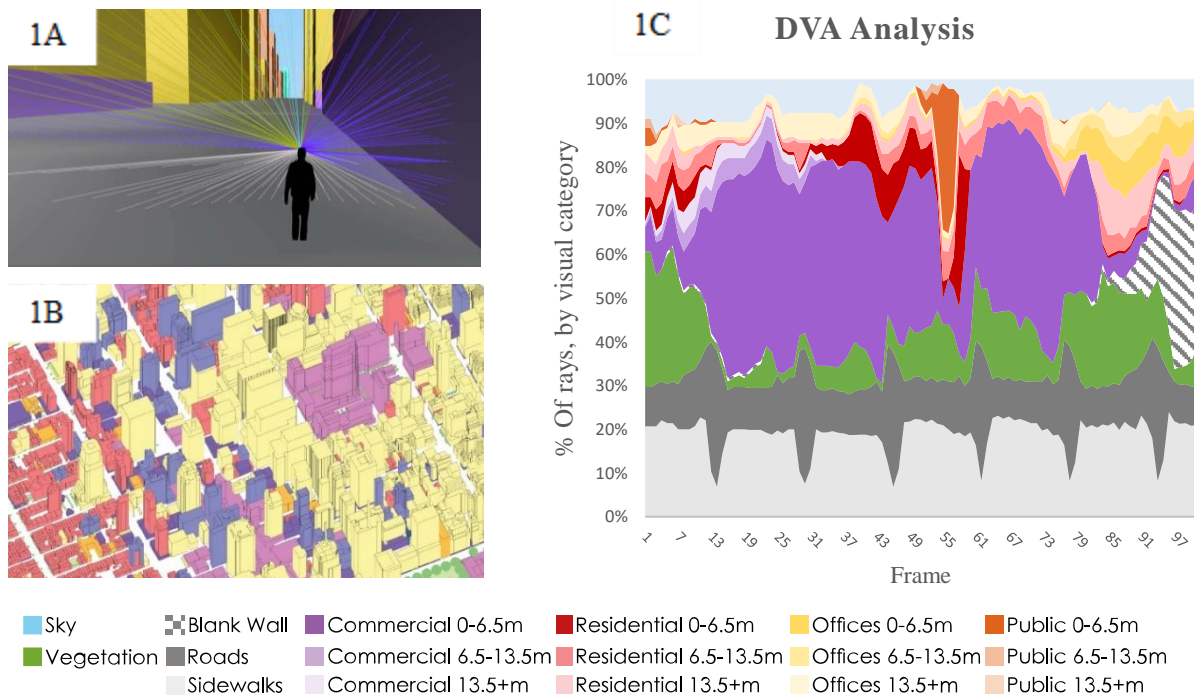 1A
1B
1C
DVA Analysis
% Of rays, by visual category
100%
90%
80%
70%
60%
50%
40%
30%
20%
10%
0%
1 7 13 19 25 31 37 43 49 55 61 67 73 79 85 91 97
Frame
Sky Blank Wall Commercial 0-6.5m Residential 0-6.5m Offices 0-6.5m Public 0-6.5m
Vegetation Roads Commercial 6.5-13.5m Residential 6.5-13.5m Offices 6.5-13.5m Public 6.5-13.5m
Sidewalks Commercial 13.5+m Residential 13.5+m Offices 13.5+m Public 13.5+m